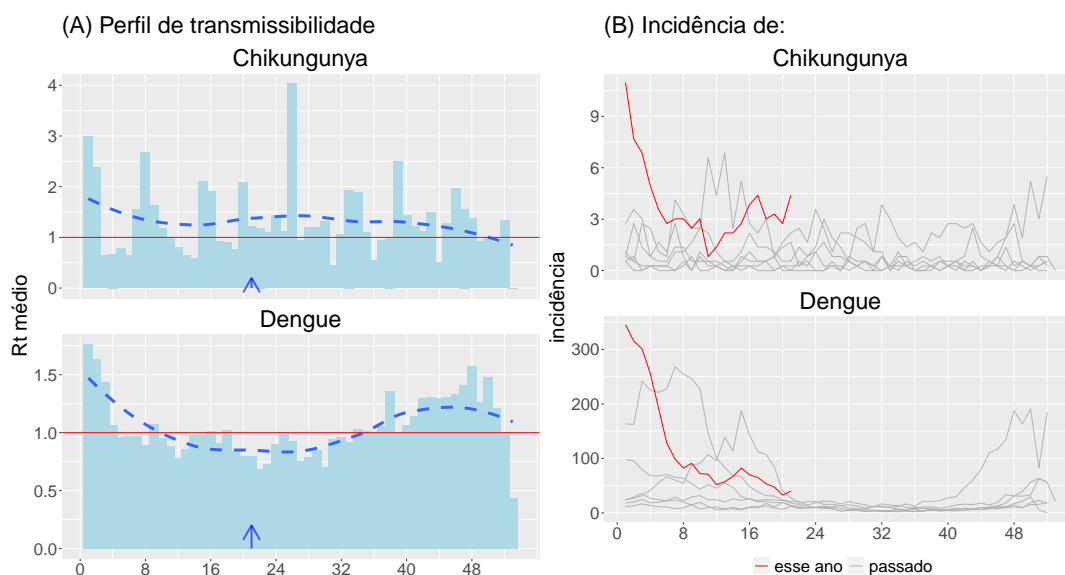 (A) Perfil de transmissibilidade
Chikungunya
4
3
2
1
0
Dengue
1.5
1.0
0.5
0.0
0 8 16 24 32 40 48
Rt médio
(B) Incidência de:
Chikungunya
9
6
3
0
Dengue
300
200
100
0
0 8 16 24 32 40 48
incidência
esse ano passado